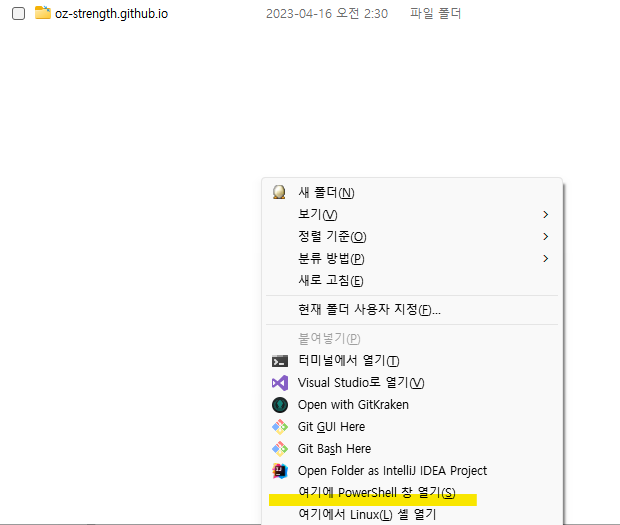 oz-strength.github.io 2023-04-16 오전 2:30 파일 폴더
새 폴더(N)
보기(V)
정렬 기준(O)
분류 방법(P)
새로 고침(E)
현재 폴더 사용자 지정(F)...
붙여넣기(P)
터미널에서 열기(T)
Visual Studio로 열기(V)
Open with GitKraken
Git GUI Here
Git Bash Here
Open Folder as IntelliJ IDEA Project
여기에 PowerShell 창 열기(S)
여기에서 Linux(L) 셸 열기